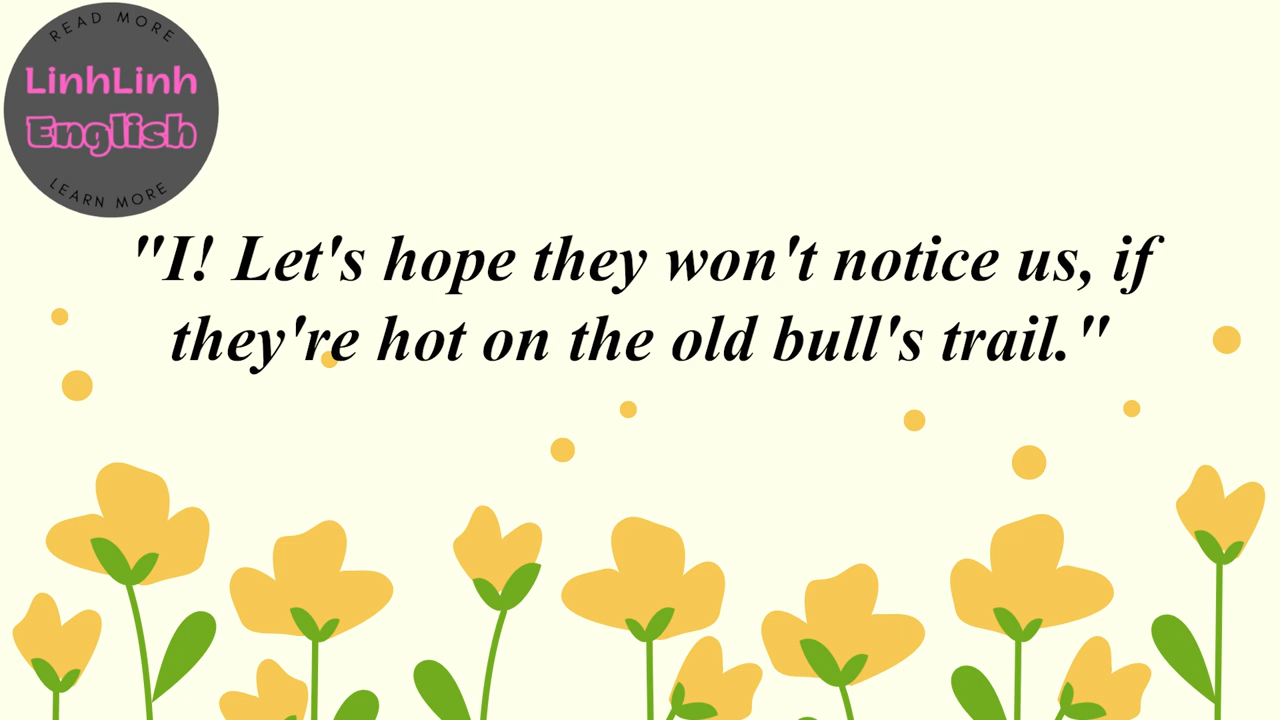 READ MORE
LinhLinh
English
LEARN MORE
"I! Let's hope they won't notice us, if
they're hot on the old bull's trail."